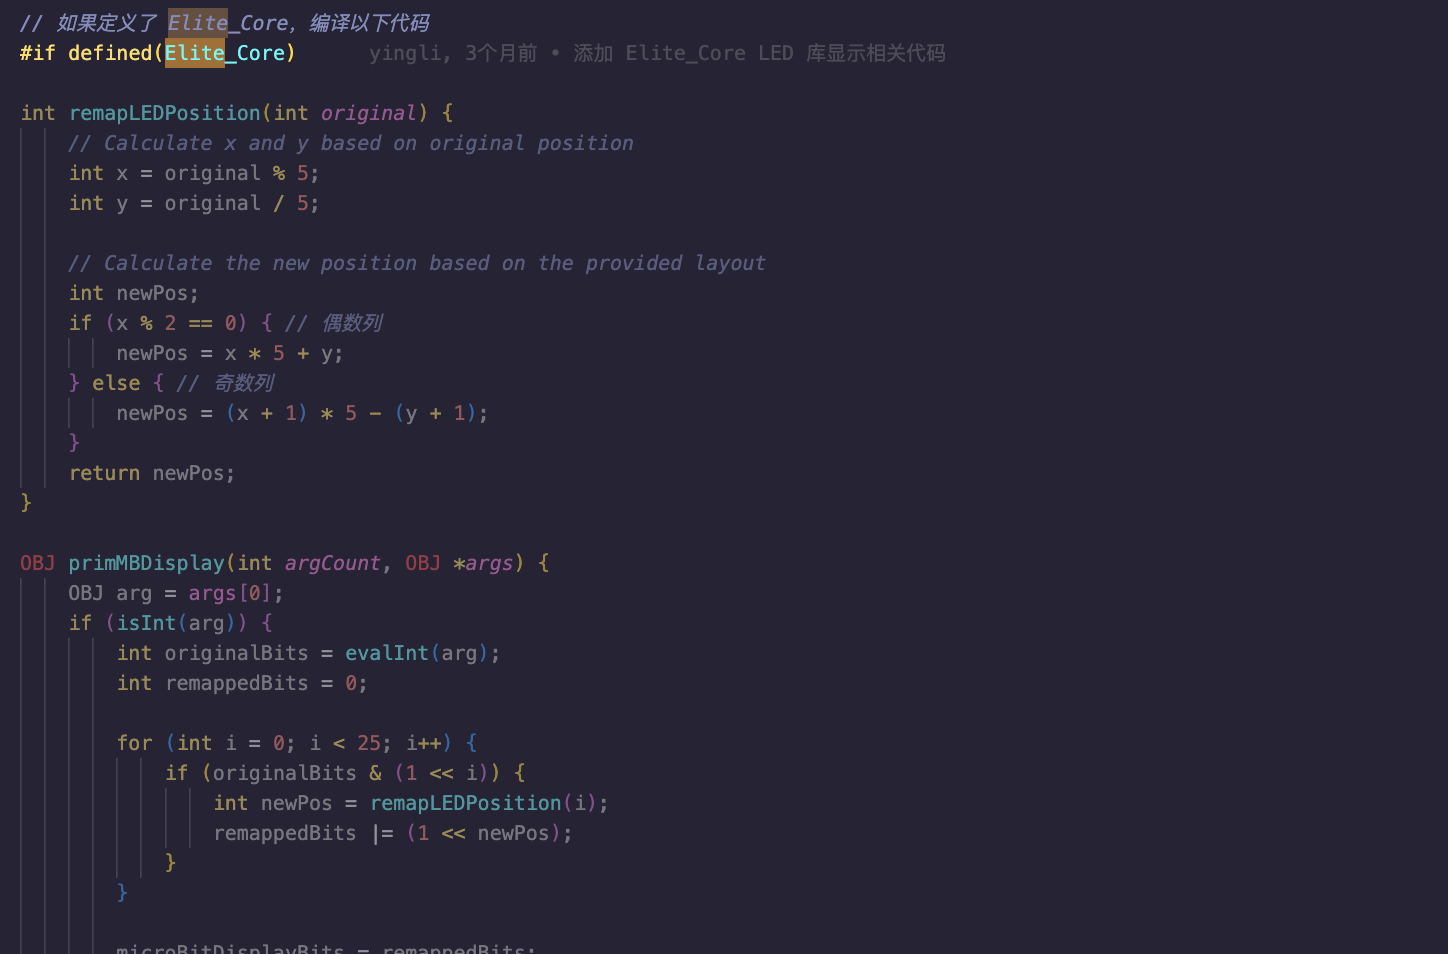 // 如果定义了 Elite_Core，编译以下代码
#if defined(Elite_Core) yingli, 3个月前 • 添加 Elite_Core LED 库显示相关代码
int remapLEDPosition(int original) {
// Calculate x and y based on original position
int x = original % 5;
int y = original / 5;
// Calculate the new position based on the provided layout
int newPos;
if (x % 2 == 0) { // 偶数列
newPos = x * 5 + y;
} else { // 奇数列
newPos = (x + 1) * 5 - (y + 1);
}
return newPos;
}
OBJ primMBDisplay(int argCount, OBJ *args) {
OBJ arg = args[0];
if (isInt(arg)) {
int originalBits = evalInt(arg);
int remappedBits = 0;
for (int i = 0; i < 25; i++) {
if (originalBits & (1 << i)) {
int newPos = remapLEDPosition(i);
remappedBits |= (1 << newPos);
}
}
microBitDisplayBits = remappedBits;